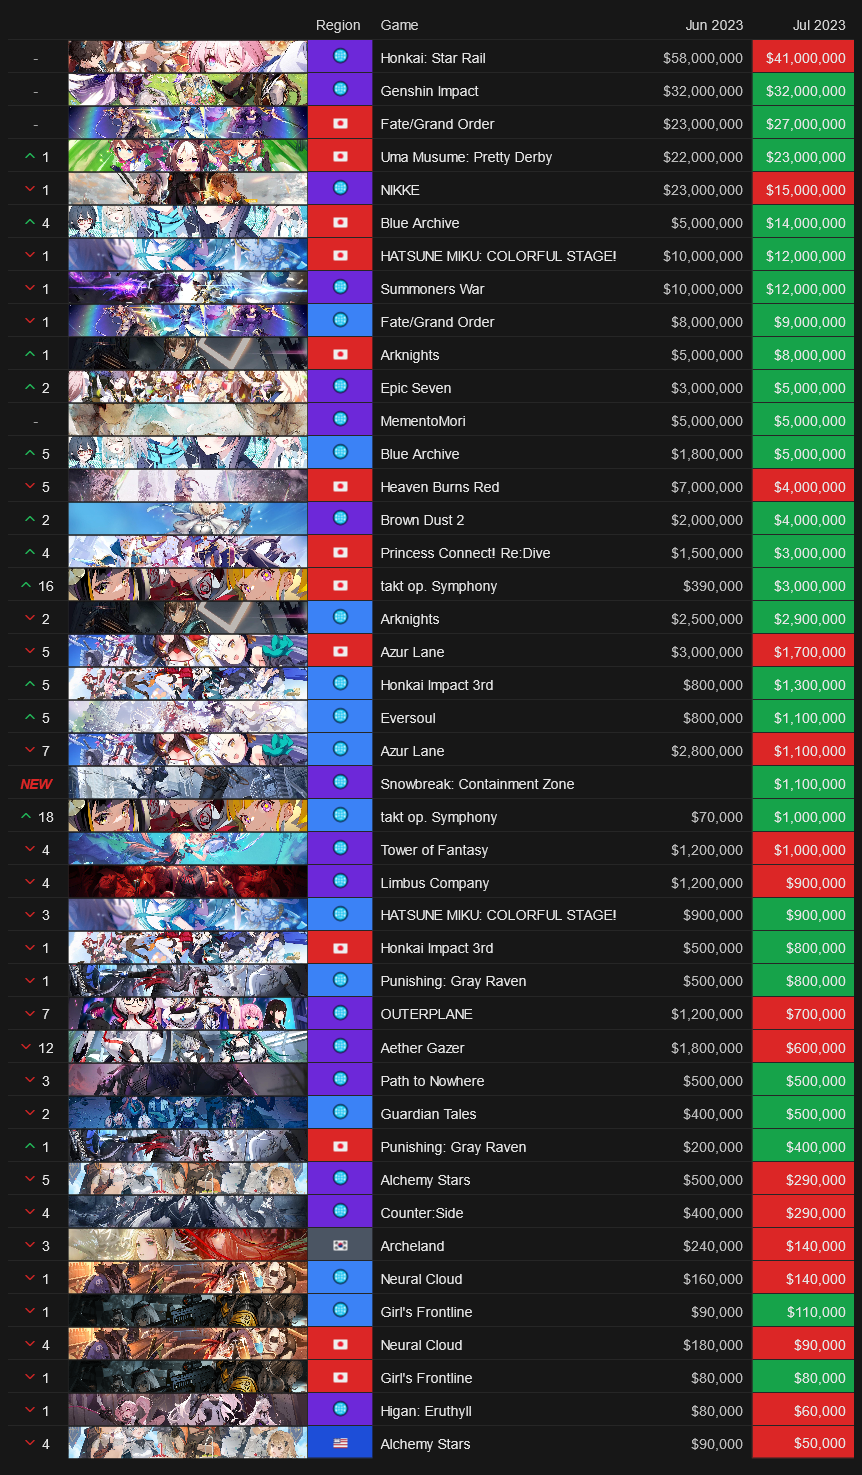 Region Game Jun 2023 Jul 2023
- Honkai: Star Rail $58,000,000 $41,000,000
- Genshin Impact $32,000,000 $32,000,000
- Fate/Grand Order $23,000,000 $27,000,000
1 Uma Musume: Pretty Derby $22,000,000 $23,000,000
1 NIKKE $23,000,000 $15,000,000
4 Blue Archive $5,000,000 $14,000,000
1 HATSUNE MIKU: COLORFUL STAGE! $10,000,000 $12,000,000
1 Summoners War $10,000,000 $12,000,000
1 Fate/Grand Order $8,000,000 $9,000,000
1 Arknights $5,000,000 $8,000,000
2 Epic Seven $3,000,000 $5,000,000
- MementoMori $5,000,000 $5,000,000
5 Blue Archive $1,800,000 $5,000,000
5 Heaven Burns Red $7,000,000 $4,000,000
2 Brown Dust 2 $2,000,000 $4,000,000
4 Princess Connect! Re:Dive $1,500,000 $3,000,000
16 takt op. Symphony $390,000 $3,000,000
2 Arknights $2,500,000 $2,900,000
5 Azur Lane $3,000,000 $1,700,000
5 Honkai Impact 3rd $800,000 $1,300,000
5 Eversoul $800,000 $1,100,000
7 Azur Lane $2,800,000 $1,100,000
NEW Snowbreak: Containment Zone $1,100,000
18 takt op. Symphony $70,000 $1,000,000
4 Tower of Fantasy $1,200,000 $1,000,000
4 Limbus Company $1,200,000 $900,000
3 HATSUNE MIKU: COLORFUL STAGE! $900,000 $900,000
1 Honkai Impact 3rd $500,000 $800,000
1 Punishing: Gray Raven $500,000 $800,000
7 OUTERPLANE $1,200,000 $700,000
12 Aether Gazer $1,800,000 $600,000
3 Path to Nowhere $500,000 $500,000
2 Guardian Tales $400,000 $500,000
1 Punishing: Gray Raven $200,000 $400,000
5 Alchemy Stars $500,000 $290,000
4 Counter:Side $400,000 $290,000
3 Archeland $240,000 $140,000
1 Neural Cloud $160,000 $140,000
1 Girl's Frontline $90,000 $110,000
4 Neural Cloud $180,000 $90,000
1 Girl's Frontline $80,000 $80,000
1 Higan: Eruthyll $80,000 $60,000
4 Alchemy Stars $90,000 $50,000